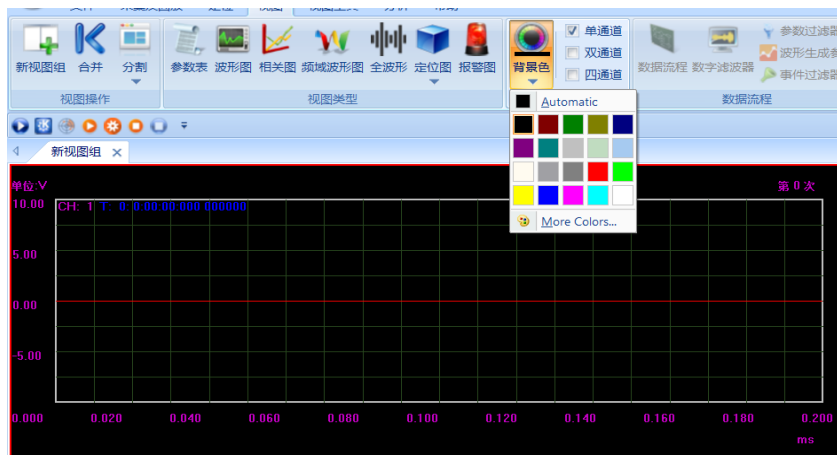 视图
新视图组 合并 分割 参数表 波形图 相关图 频域波形图 全波形 定位图 报警图 背景色
单通道
双通道
四通道
数据流程 数字滤波器
参数过滤器
波形生成
事件过滤器
视图操作 视图类型 数据流程
Automatic
More Colors...
新视图组
单位:V 第 0 次
10.00 CH: 1 T: 0 0:00:00:000 000000
5.00
0.00
-5.00
0.000 0.020 0.040 0.060 0.080 0.100 0.120 0.140 0.160 0.180 0.200
ms